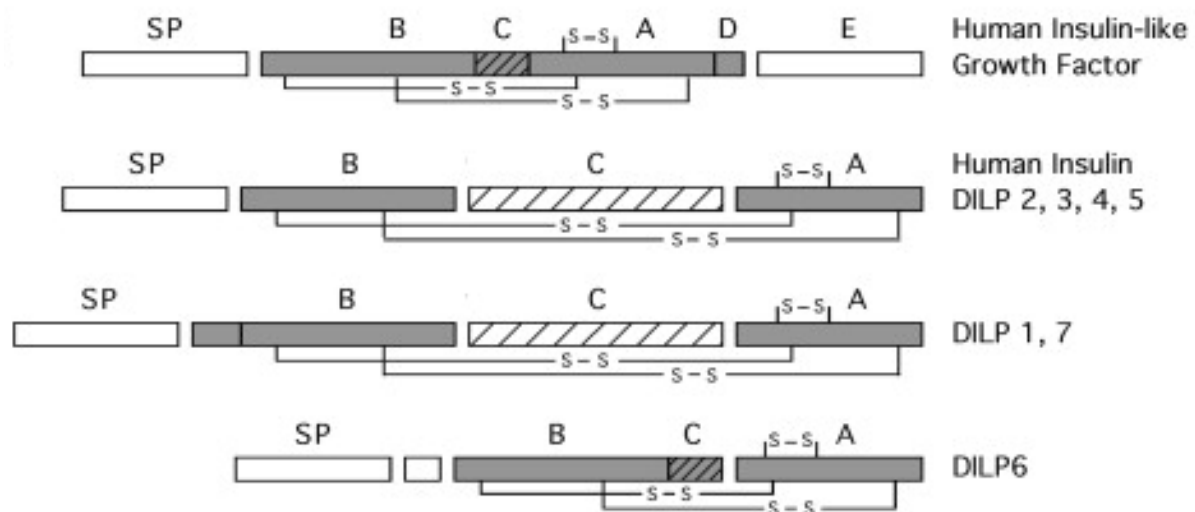 SP B C S-S A D E Human Insulin-like
Growth Factor
S-S
S-S
SP B C S-S A Human Insulin
DILP 2, 3, 4, 5
S-S
S-S
SP B C S-S A
DILP 1, 7
S-S
S-S
SP B C S-S A
DILP6
S-S
S-S